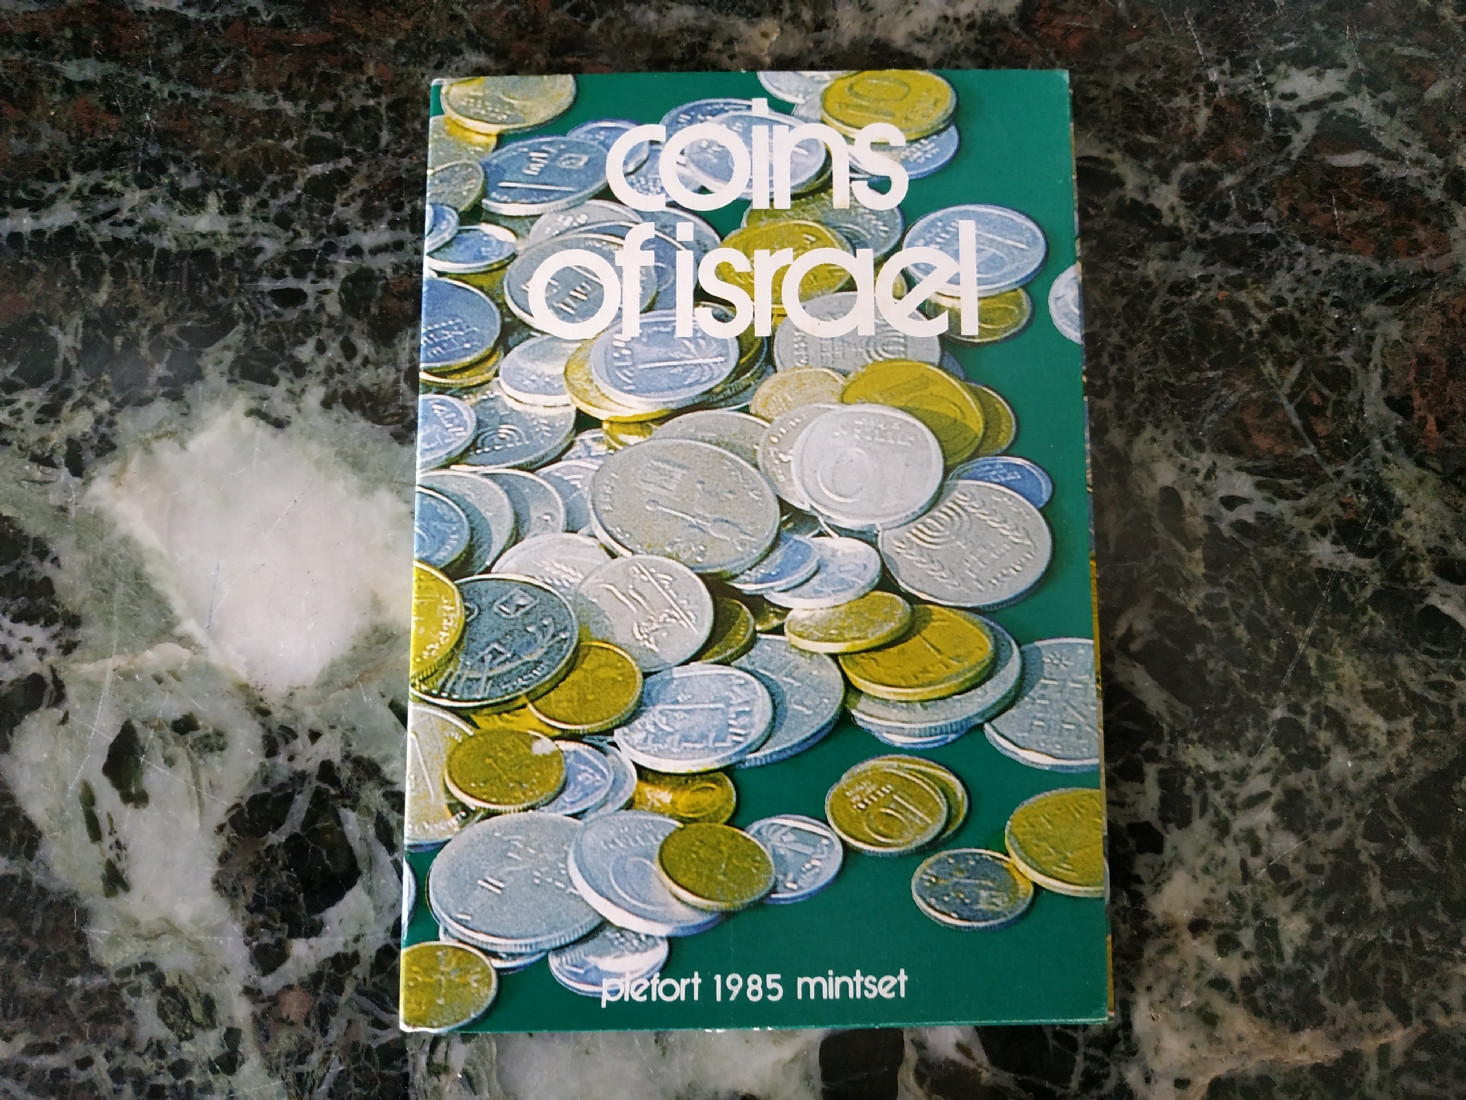 coins
of israel
piefort 1985 mintset